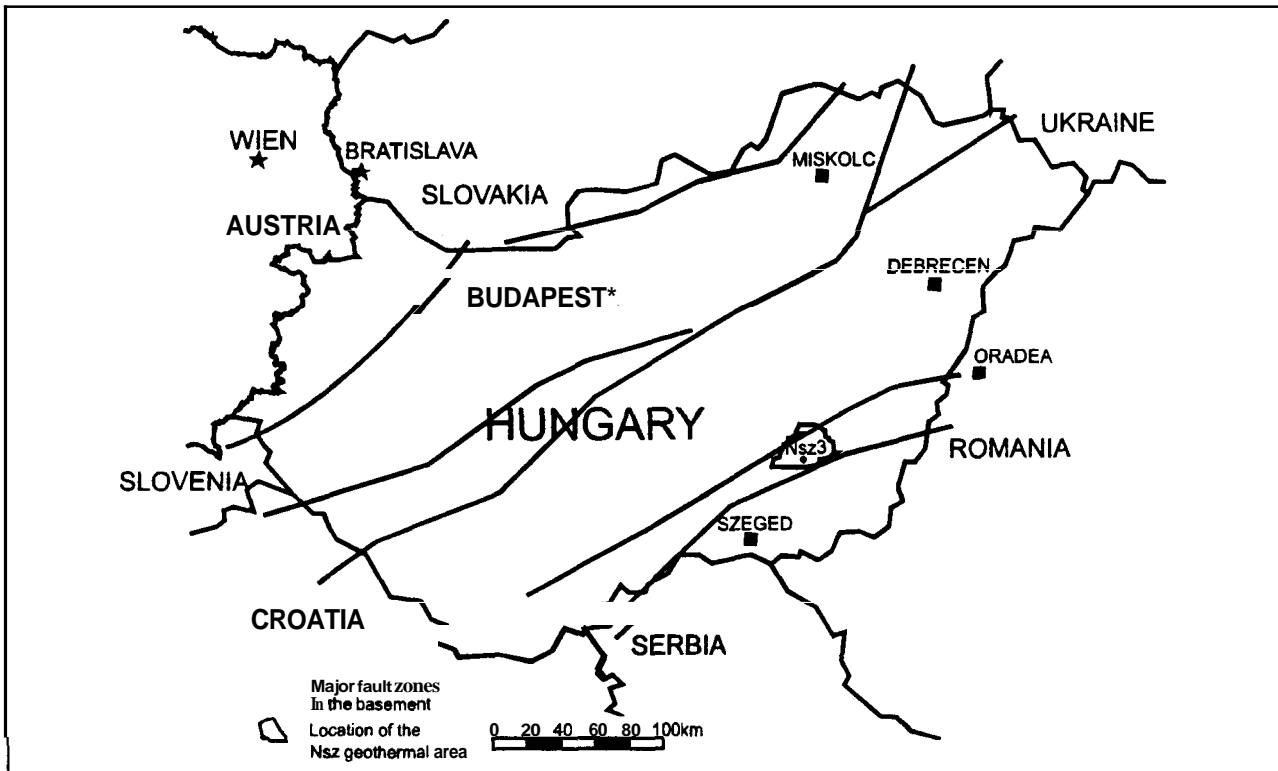 WIEN
BRATISLAVA
SLOVAKIA
AUSTRIA
MISKOLC
UKRAINE
DEBRECEN
BUDAPEST*
ORADEA
HUNGARY
Nsz3
ROMANIA
SLOVENIA
SZEGED
CROATIA
SERBIA
Major fault zones
In the basement
Location of the
Nsz geothermal area
0 20 40 60 80 100km